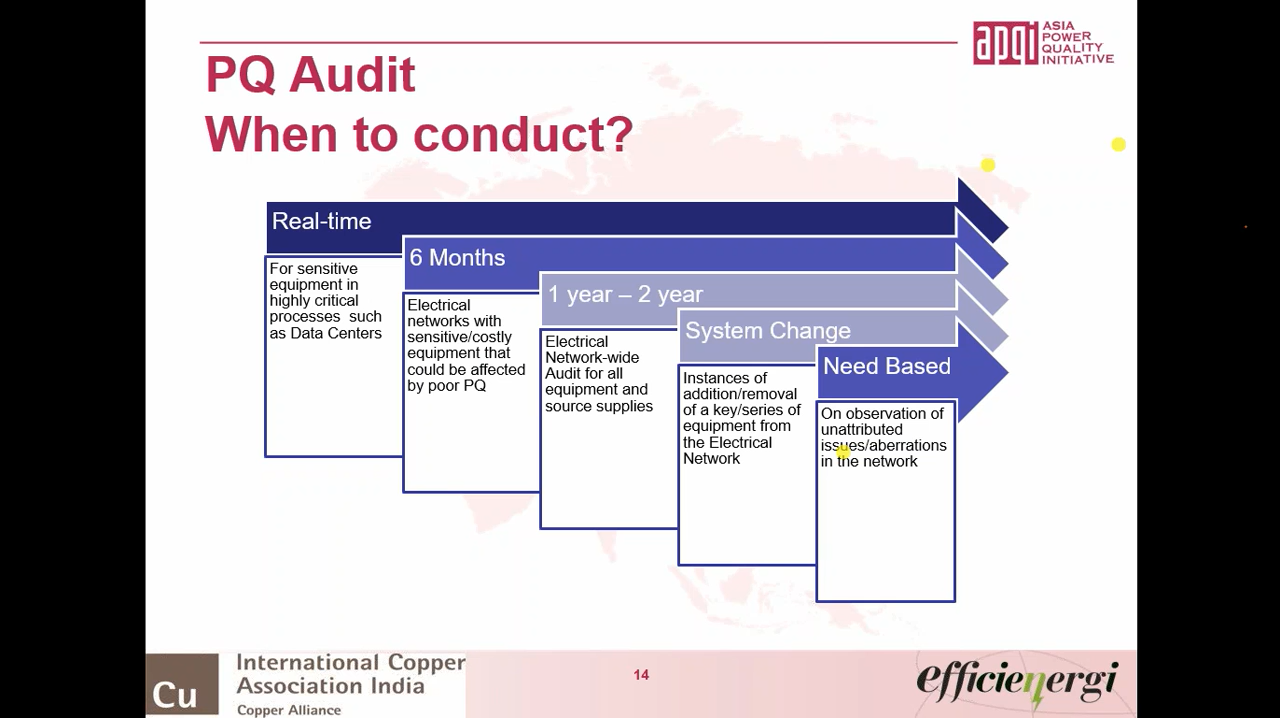 apqi
ASIA
POWER
QUALITY
INITIATIVE
PQ Audit
When to conduct?
Real-time
For sensitive
equipment in
highly critical
processes such
as Data Centers
6 Months
Electrical
networks with
sensitive/costly
equipment that
could be affected
by poor PQ
1 year – 2 year
Electrical
Network-wide
Audit for all
equipment and
source supplies
System Change
Instances of
addition/removal
of a key/series of
equipment from
the Electrical
Network
Need Based
On observation of
unattributed
issues/aberrations
in the network
Cu
International Copper
Association India
Copper Alliance
14
efficienergi